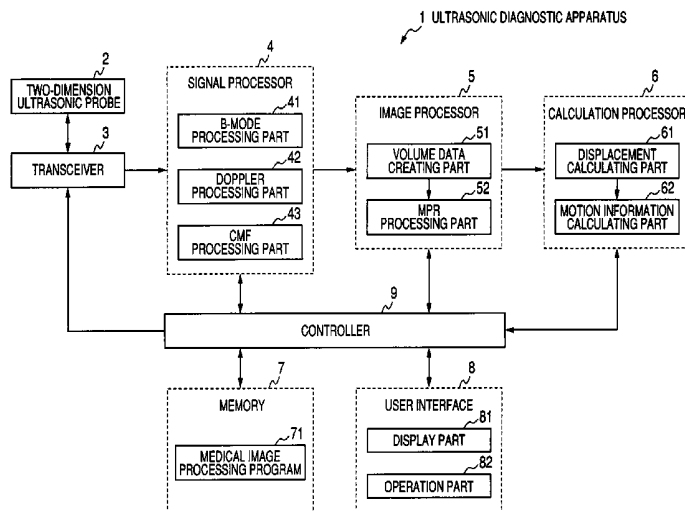 1 ULTRASONIC DIAGNOSTIC APPARATUS
2
TWO-DIMENSION
ULTRASONIC PROBE
3
TRANSCEIVER
4
SIGNAL PROCESSOR
41
B-MODE
PROCESSING PART
42
DOPPLER
PROCESSING PART
43
CMF
PROCESSING PART
5
IMAGE PROCESSOR
51
VOLUME DATA
CREATING PART
52
MPR
PROCESSING PART
6
CALCULATION PROCESSOR
61
DISPLACEMENT
CALCULATING PART
62
MOTION INFORMATION
CALCULATING PART
9
CONTROLLER
7
MEMORY
71
MEDICAL IMAGE
PROCESSING PROGRAM
8
USER INTERFACE
81
DISPLAY PART
82
OPERATION PART